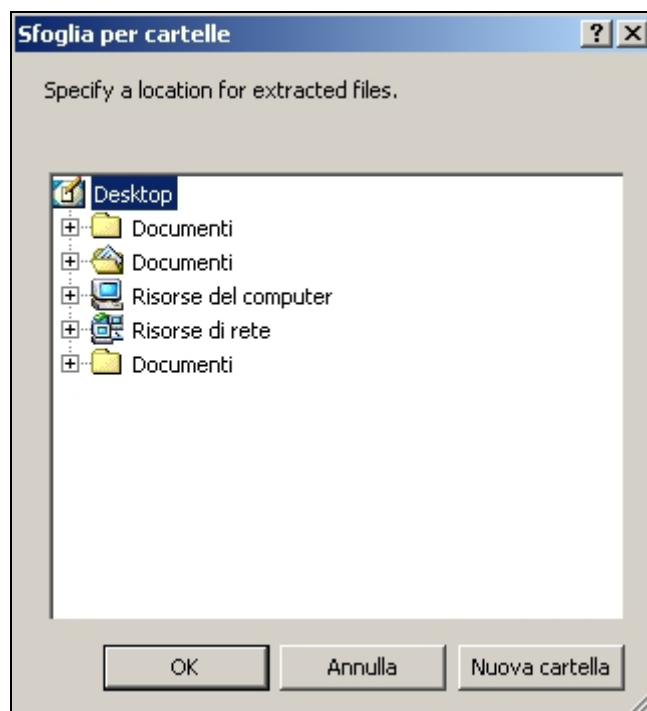 Sfoglia per cartelle
Specify a location for extracted files.
Desktop
Documenti
Documenti
Risorse del computer
Risorse di rete
Documenti
OK Annulla Nuova cartella